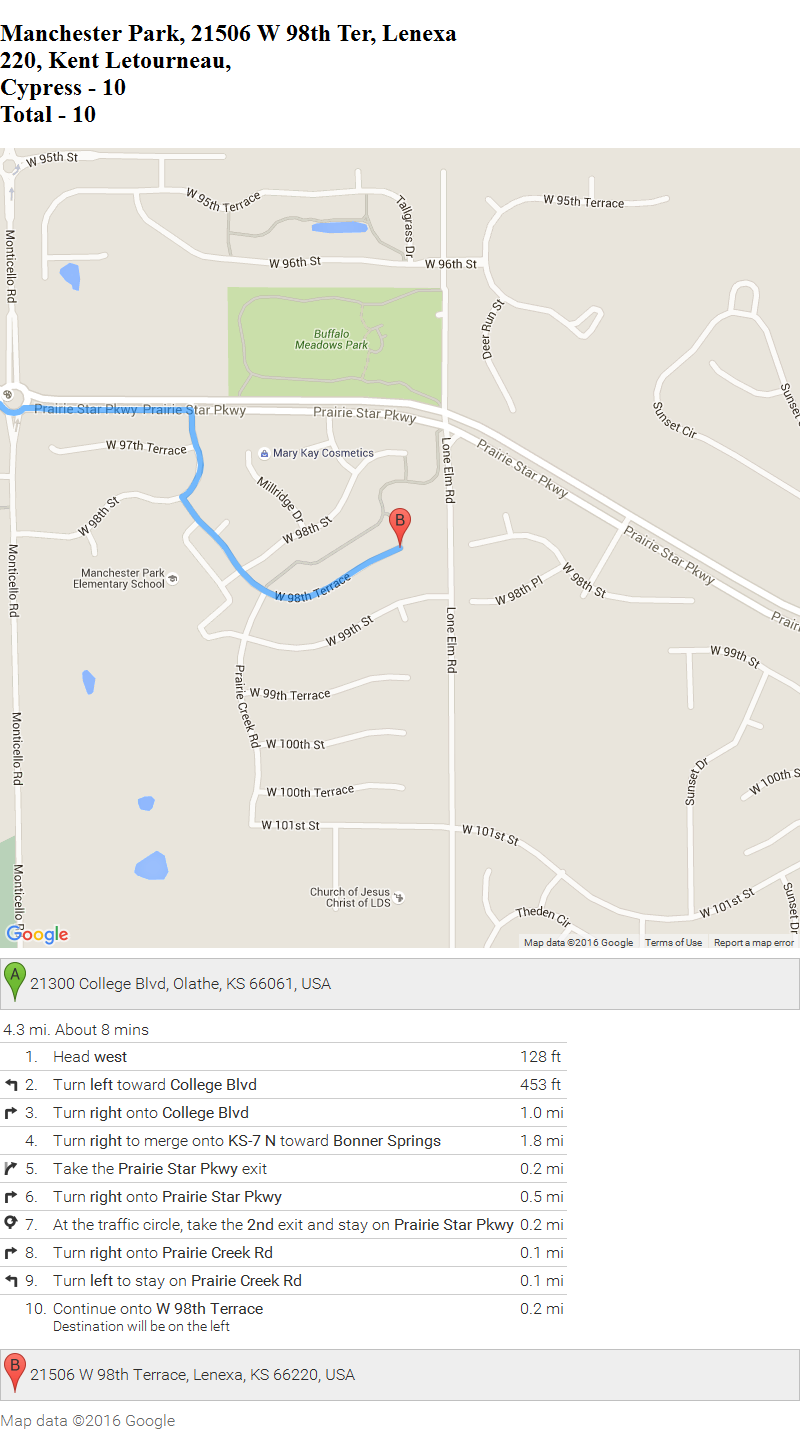 Manchester Park, 21506 W 98th Ter, Lenexa
220, Kent Letourneau,
Cypress - 10
Total - 10
W 95th St
W 95th Terrace
Tallgrass Dr
W 95th Terrace
Monticello Rd
W 96th St
W 96th St
Deer Run St
Buffalo
Meadows Park
Sunset
Prairie Star Pkwy
Prairie Star Pkwy
Prairie Star Pkwy
Sunset Cir
W 97th Terrace
Mary Kay Cosmetics
Lone Elm Rd
Prairie Star Pkwy
Millridge Dr
W 98th St
W 98th St
B
Prairie Star Pkwy
Monticello Rd
Manchester Park
Elementary School
W 98th Terrace
W 98th Pl
W 98th St
Prairi
W 99th St
Lone Elm Rd
W 99th St
Prairie Creek Rd
W 99th Terrace
Monticello Rd
W 100th St
Sunset Dr
W 100th S
W 100th Terrace
W 101st St
W 101st St
Monticello R
Church of Jesus
Christ of LDS
Theden Cir
W 101st St
Sunset Dr
Google
Map data ©2016 Google Terms of Use Report a map error
A 21300 College Blvd, Olathe, KS 66061, USA
4.3 mi. About 8 mins
1. Head west 128 ft
2. Turn left toward College Blvd 453 ft
3. Turn right onto College Blvd 1.0 mi
4. Turn right to merge onto KS-7 N toward Bonner Springs 1.8 mi
5. Take the Prairie Star Pkwy exit 0.2 mi
6. Turn right onto Prairie Star Pkwy 0.5 mi
7. At the traffic circle, take the 2nd exit and stay on Prairie Star Pkwy 0.2 mi
8. Turn right onto Prairie Creek Rd 0.1 mi
9. Turn left to stay on Prairie Creek Rd 0.1 mi
10. Continue onto W 98th Terrace 0.2 mi
Destination will be on the left
B 21506 W 98th Terrace, Lenexa, KS 66220, USA
Map data ©2016 Google